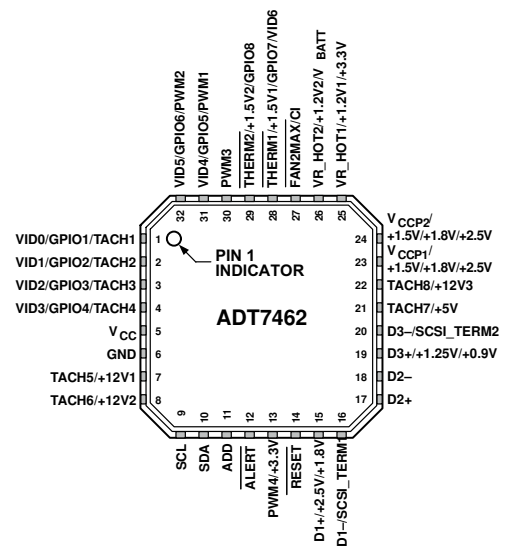 VID5/GPIO6/PWM2
VID4/GPIO5/PWM1
PWM3
THERM2/+1.5V2/GPIO8
THERM1/+1.5V1/GPIO7/VID6
FAN2MAX/CI
VR_HOT2/+1.2V2/VBATT
VR_HOT1/+1.2V1/+3.3V
32
31
30
29
28
27
26
25
VID0/GPIO1/TACH1
1
VID1/GPIO2/TACH2
2
VID2/GPIO3/TACH3
3
VID3/GPIO4/TACH4
4
VCC
5
GND
6
TACH5/+12V1
7
TACH6/+12V2
8
PIN 1
INDICATOR
ADT7462
24
VCCP2/
+1.5V/+1.8V/+2.5V
23
VCCP1/
+1.5V/+1.8V/+2.5V
22
TACH8/+12V3
21
TACH7/+5V
20
D3–/SCSI_TERM2
19
D3+/+1.25V/+0.9V
18
D2–
17
D2+
9
10
11
12
13
14
15
16
SCL
SDA
ADD
ALERT
PWM4/+3.3V
RESET
D1+/+2.5V/+1.8V
D1–/SCSI_TERM1